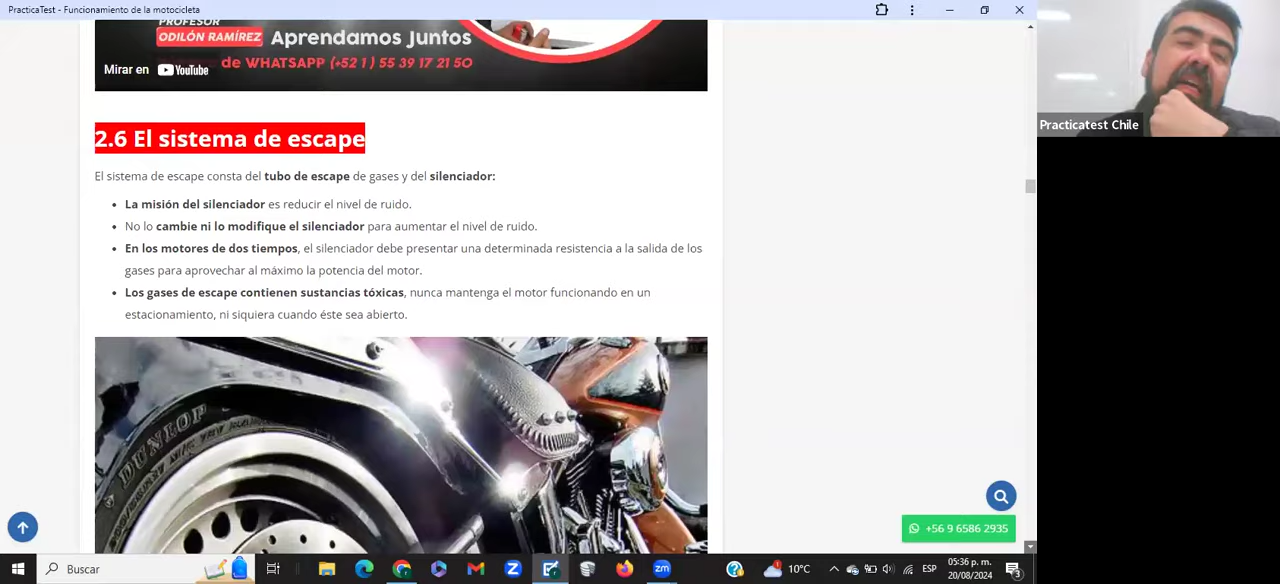 PracticaTest - Funcionamiento de la motocicleta
PROFESOR
ODILÓN RAMÍREZ Aprendamos Juntos
Mirar en YouTube
de WHATSAPP (+52 1 ) 55 39 17 21 50
Practicatest Chile
2.6 El sistema de escape
El sistema de escape consta del tubo de escape de gases y del silenciador:
• La misión del silenciador es reducir el nivel de ruido.
• No lo cambie ni lo modifique el silenciador para aumentar el nivel de ruido.
• En los motores de dos tiempos, el silenciador debe presentar una determinada resistencia a la salida de los
gases para aprovechar al máximo la potencia del motor.
• Los gases de escape contienen sustancias tóxicas, nunca mantenga el motor funcionando en un
estacionamiento, ni siquiera cuando éste sea abierto.
DUNLOP
+56 9 6586 2935
Buscar
zm
10°C
ESP
05:36 p. m.
20/08/2024
3